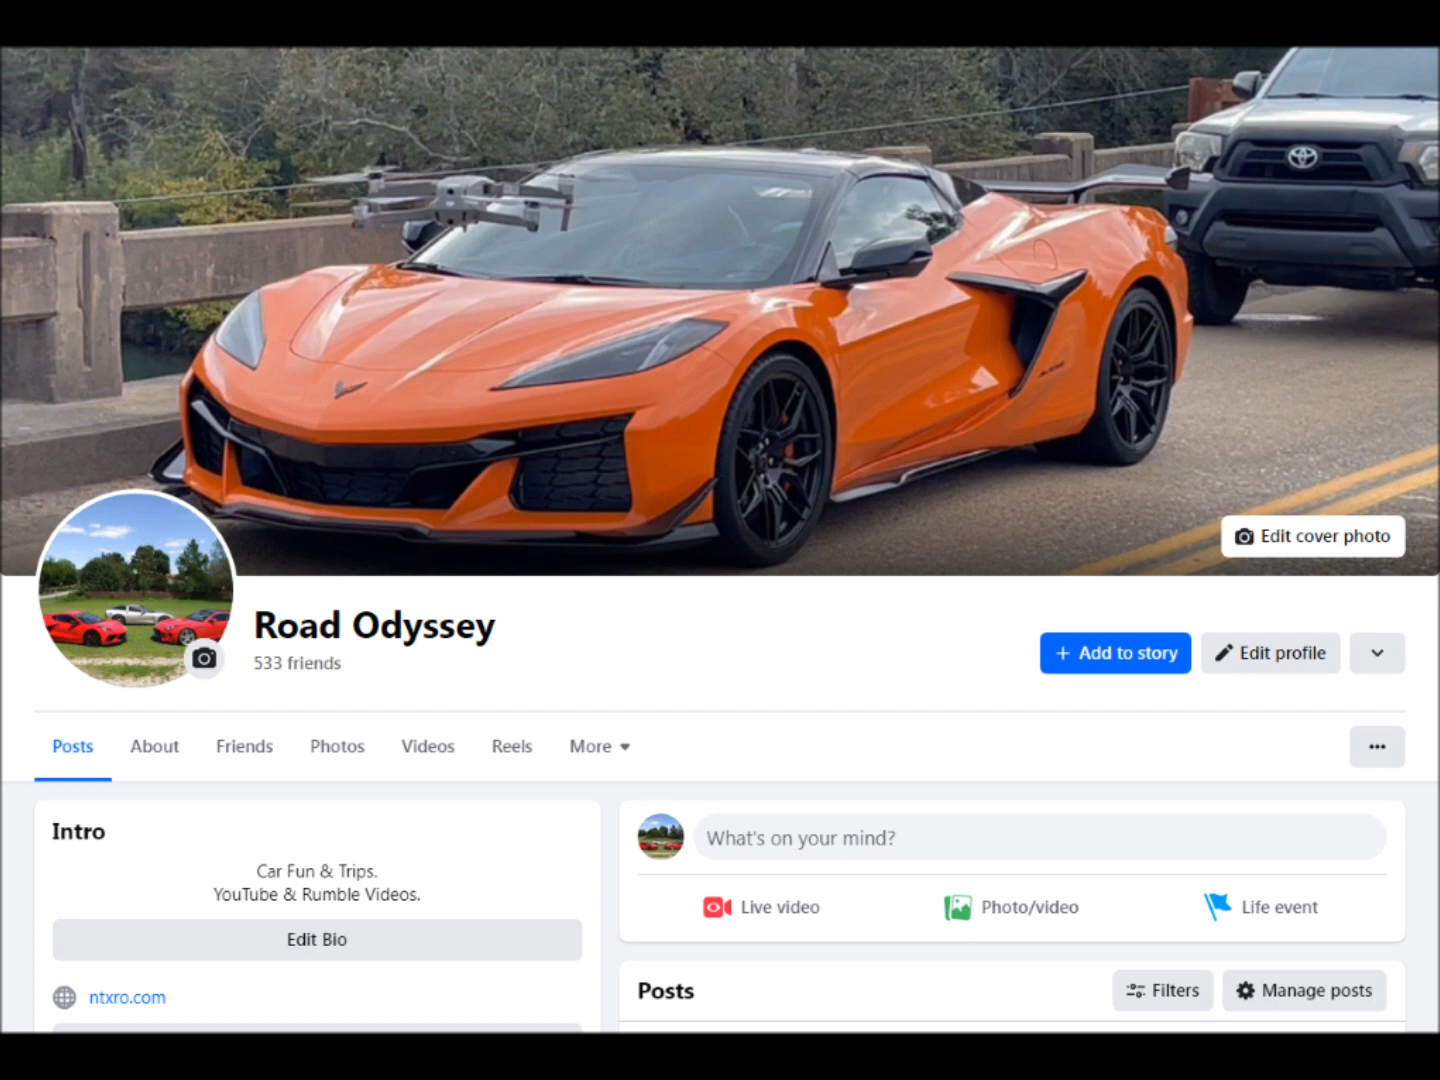 Edit cover photo
Road Odyssey
533 friends
+ Add to story
Edit profile
Posts
About
Friends
Photos
Videos
Reels
More
Intro
Car Fun & Trips.
YouTube & Rumble Videos.
Edit Bio
ntxro.com
What's on your mind?
Live video
Photo/video
Life event
Posts
Filters
Manage posts